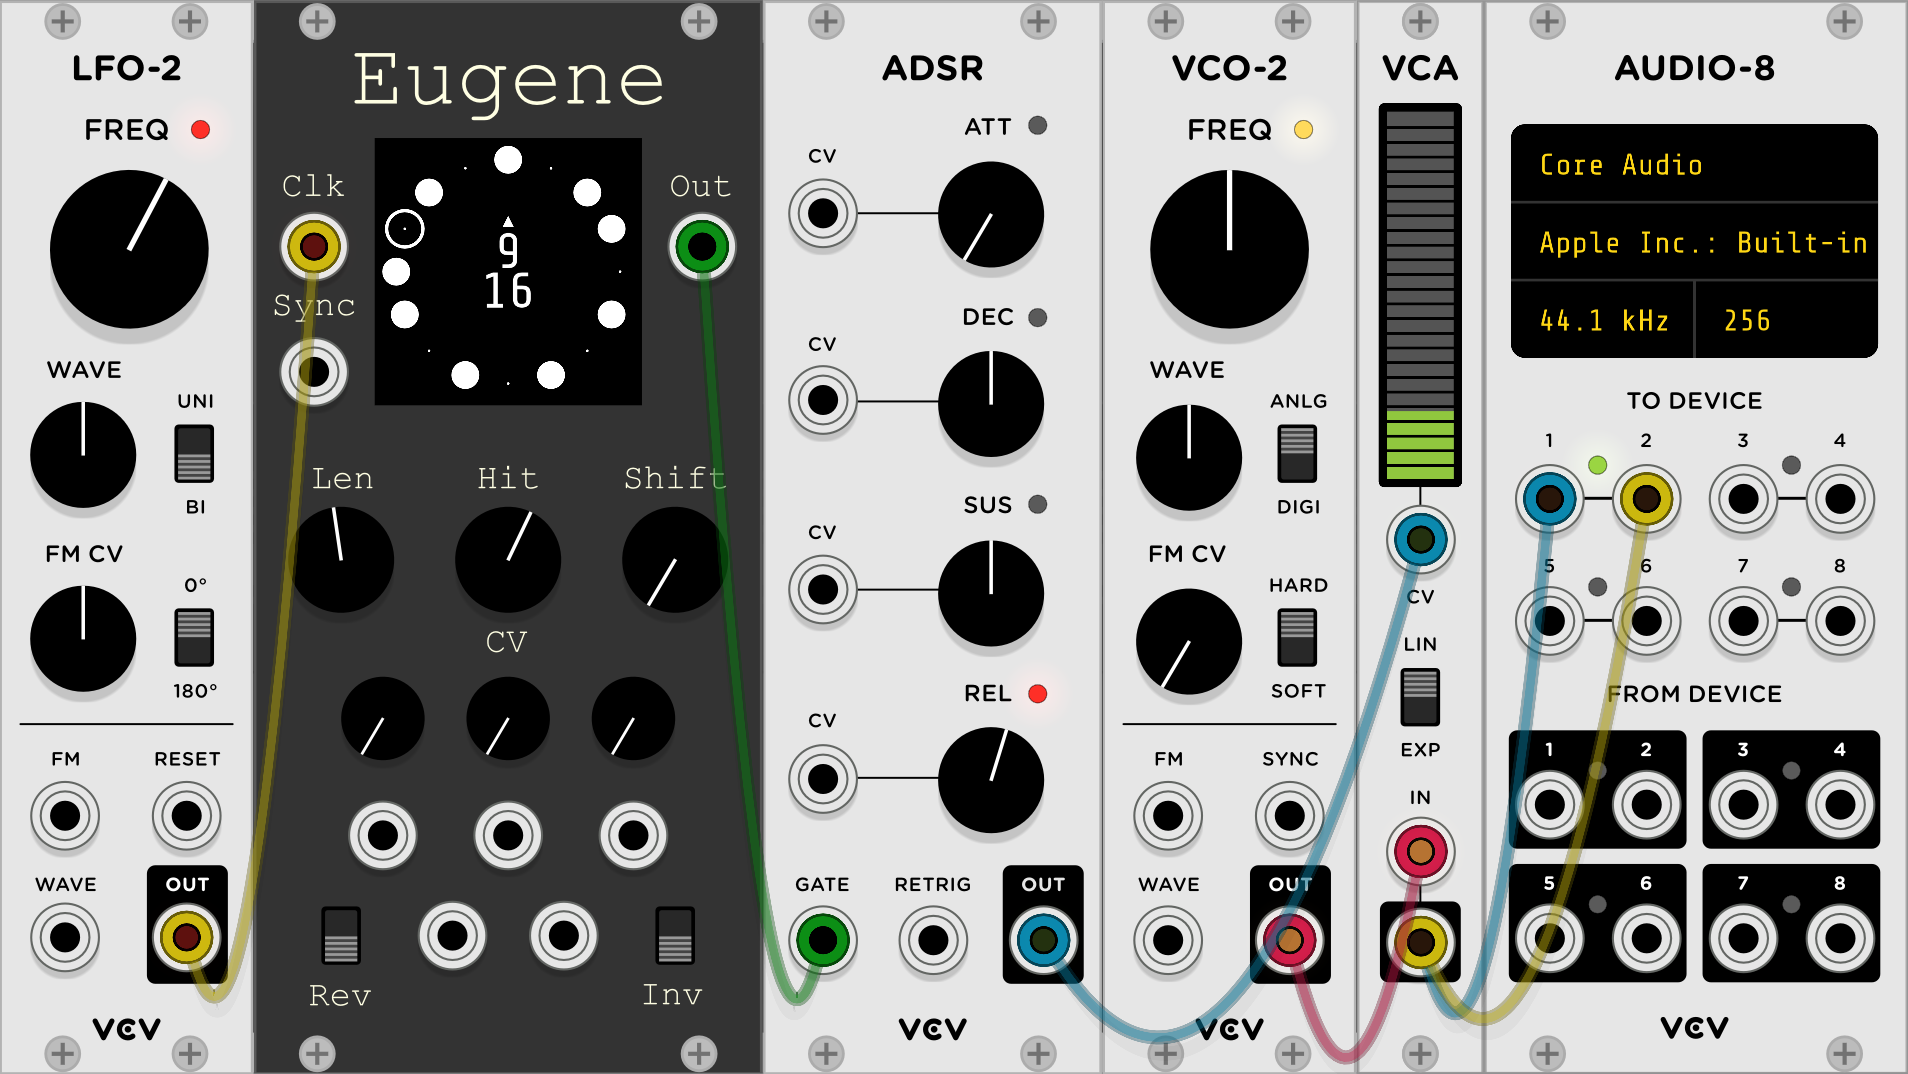 LFO-2
FREQ
WAVE
UNI
BI
FM CV
0°
180°
FM
RESET
WAVE
OUT
VCV
Eugene
Clk
Out
Sync
9
16
Len
Hit
Shift
CV
Rev
Inv
ADSR
ATT
CV
DEC
CV
SUS
CV
REL
CV
GATE
RETRIG
OUT
VCV
VCO-2
FREQ
WAVE
ANLG
DIGI
FM CV
HARD
SOFT
FM
SYNC
WAVE
OUT
VCV
VCA
CV
LIN
EXP
IN
AUDIO-8
Core Audio
Apple Inc.: Built-in
44.1 kHz 256
TO DEVICE
1 2 3 4
5 6 7 8
FROM DEVICE
1 2 3 4
5 6 7 8
VCV